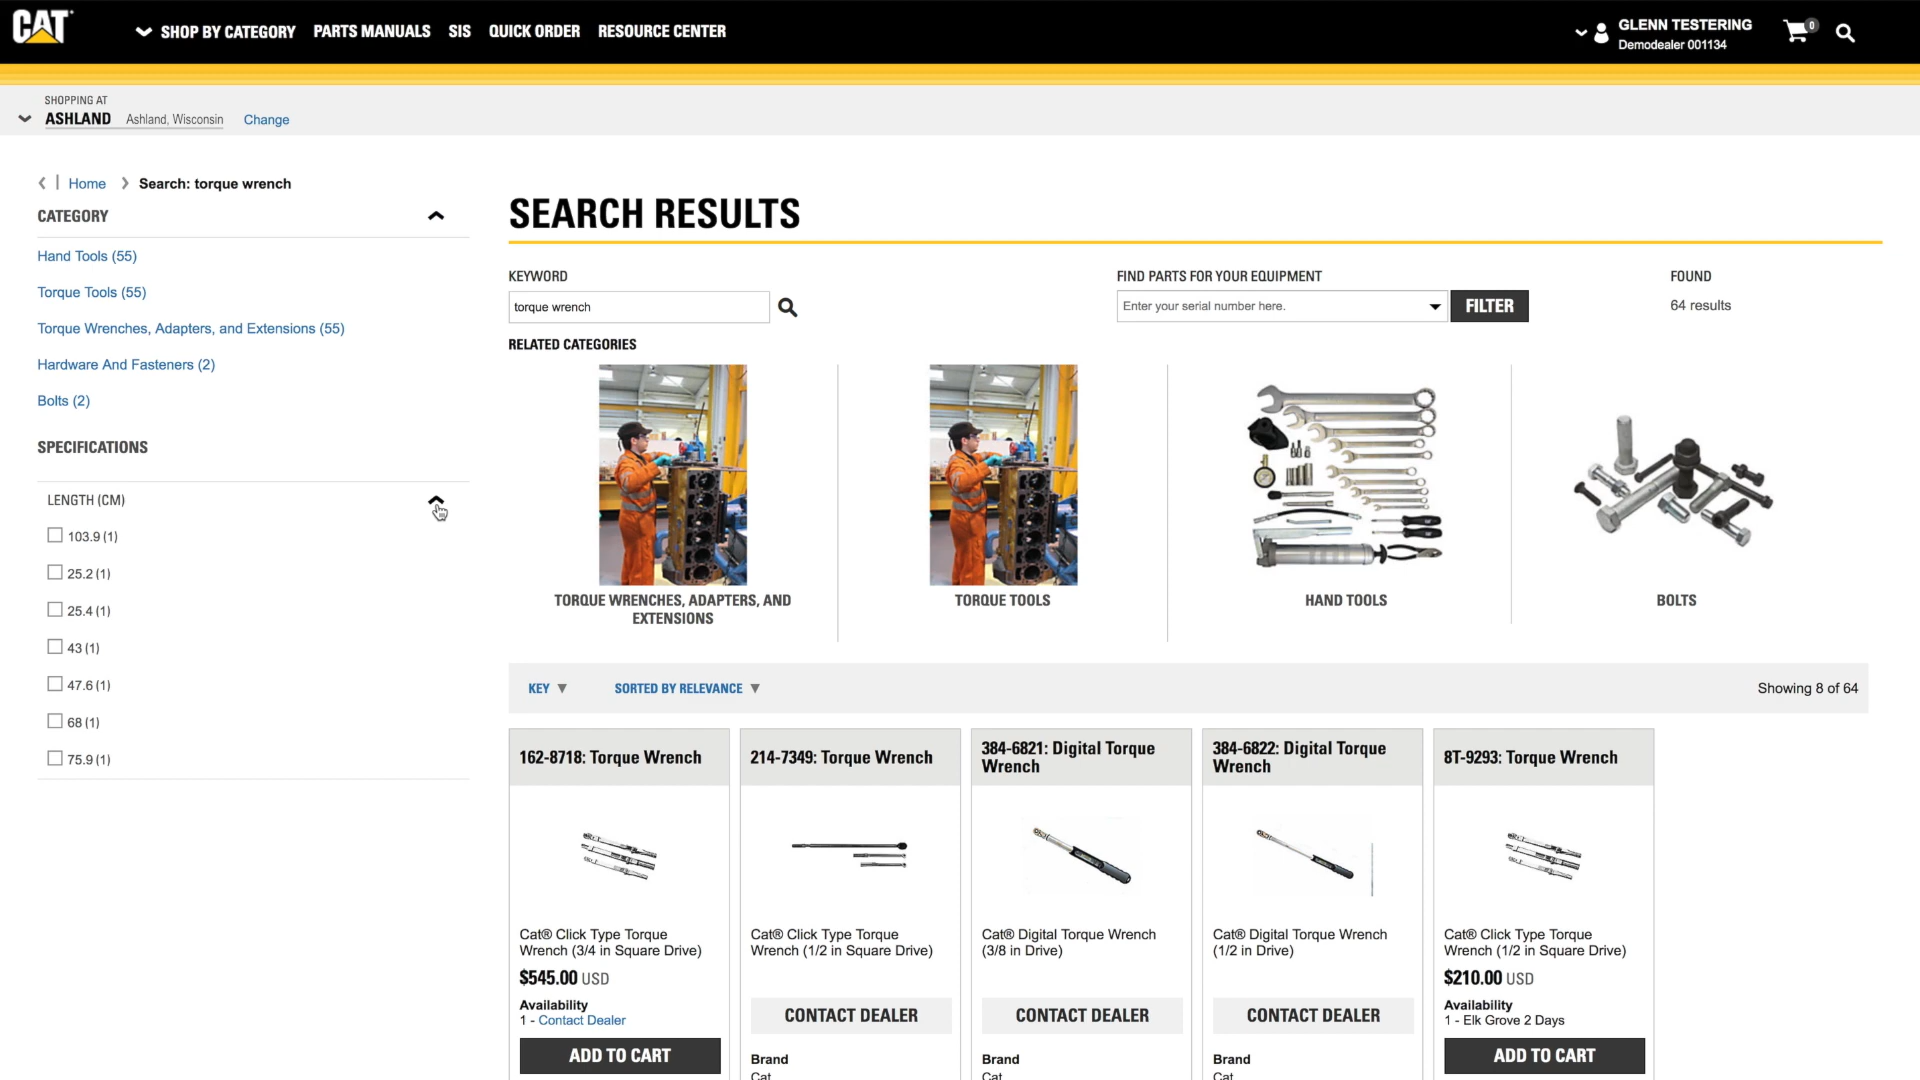 CAT
SHOP BY CATEGORY
PARTS MANUALS
SIS
QUICK ORDER
RESOURCE CENTER
GLENN TESTERING
Demodealer 001134
0
SHOPPING AT
ASHLAND
Ashland, Wisconsin
Change
Home
Search: torque wrench
CATEGORY
Hand Tools (55)
Torque Tools (55)
Torque Wrenches, Adapters, and Extensions (55)
Hardware And Fasteners (2)
Bolts (2)
SPECIFICATIONS
LENGTH (CM)
103.9 (1)
25.2 (1)
25.4 (1)
43 (1)
47.6 (1)
68 (1)
75.9 (1)
SEARCH RESULTS
KEYWORD
torque wrench
FIND PARTS FOR YOUR EQUIPMENT
Enter your serial number here.
FILTER
FOUND
64 results
RELATED CATEGORIES
TORQUE WRENCHES, ADAPTERS, AND
EXTENSIONS
TORQUE TOOLS
HAND TOOLS
BOLTS
KEY
SORTED BY RELEVANCE
Showing 8 of 64
162-8718: Torque Wrench
Cat® Click Type Torque
Wrench (3/4 in Square Drive)
$545.00 USD
Availability
1 - Contact Dealer
ADD TO CART
214-7349: Torque Wrench
Cat® Click Type Torque
Wrench (1/2 in Square Drive)
CONTACT DEALER
Brand
Cat
384-6821: Digital Torque
Wrench
Cat® Digital Torque Wrench
(3/8 in Drive)
CONTACT DEALER
Brand
Cat
384-6822: Digital Torque
Wrench
Cat® Digital Torque Wrench
(1/2 in Drive)
CONTACT DEALER
Brand
Cat
8T-9293: Torque Wrench
Cat® Click Type Torque
Wrench (1/2 in Square Drive)
$210.00 USD
Availability
1 - Elk Grove 2 Days
ADD TO CART